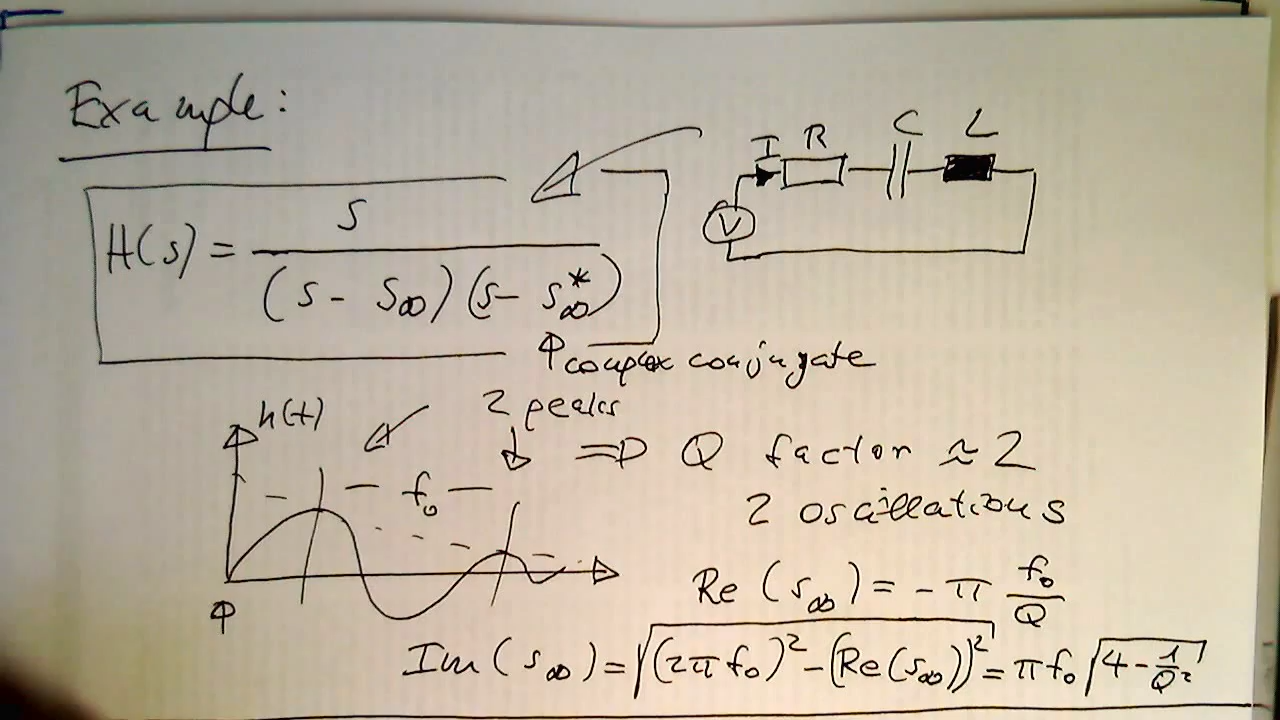 Example:
I R C L
V
H(s) = s / ((s - s∞)(s - s∞*))
complex conjugate
h(t)
2 peaks
f₀
⇒ Q factor ≈ 2
2 oscillations
Re(s∞) = -π f₀/Q
Im(s∞) = √((2πf₀)² - (Re(s∞))²) = πf₀ √(4 - 1/Q²)